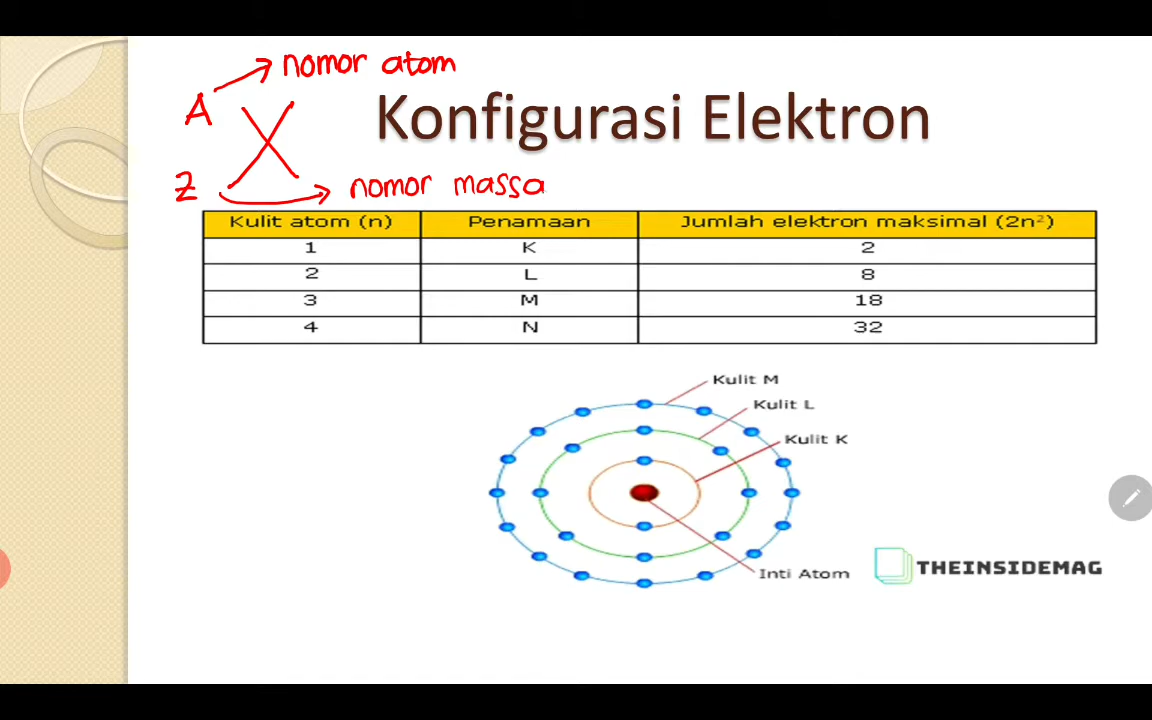 nomor atom
A X
Konfigurasi Elektron
Z
nomor massa
Kulit atom (n) Penamaan Jumlah elektron maksimal (2n²)
1 K 2
2 L 8
3 M 18
4 N 32
Kulit M
Kulit L
Kulit K
Inti Atom
THEINSIDEMAG